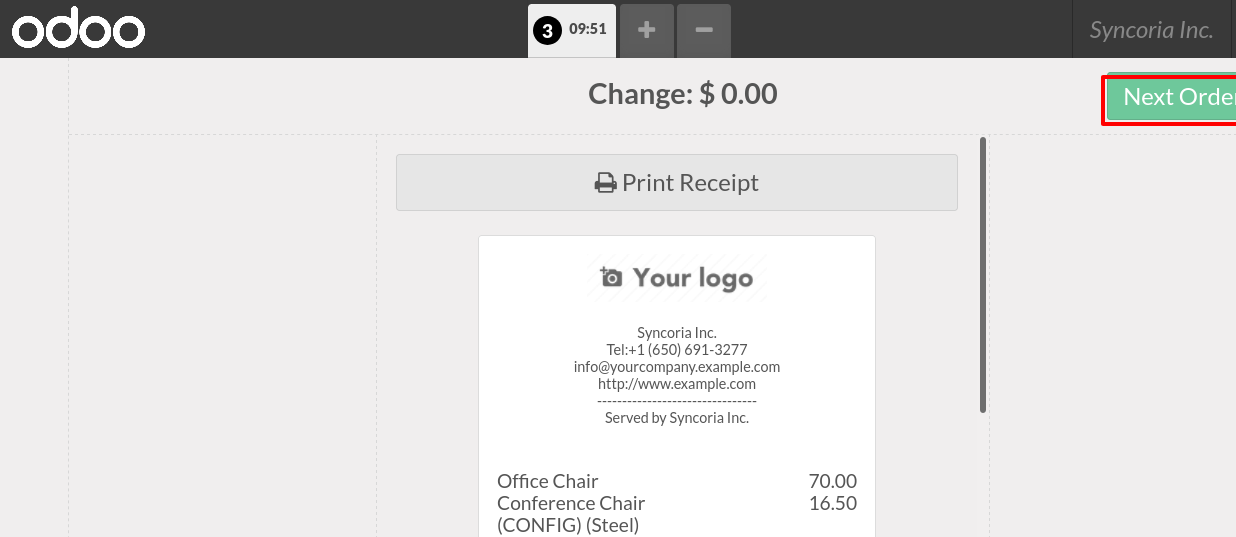 odoo
3 09:51 + −
Syncoria Inc.
Change: $ 0.00
Next Order
Print Receipt
Your logo
Syncoria Inc.
Tel:+1 (650) 691-3277
info@yourcompany.example.com
http://www.example.com
--------------------------------
Served by Syncoria Inc.
Office Chair 70.00
Conference Chair 16.50
(CONFIG) (Steel)